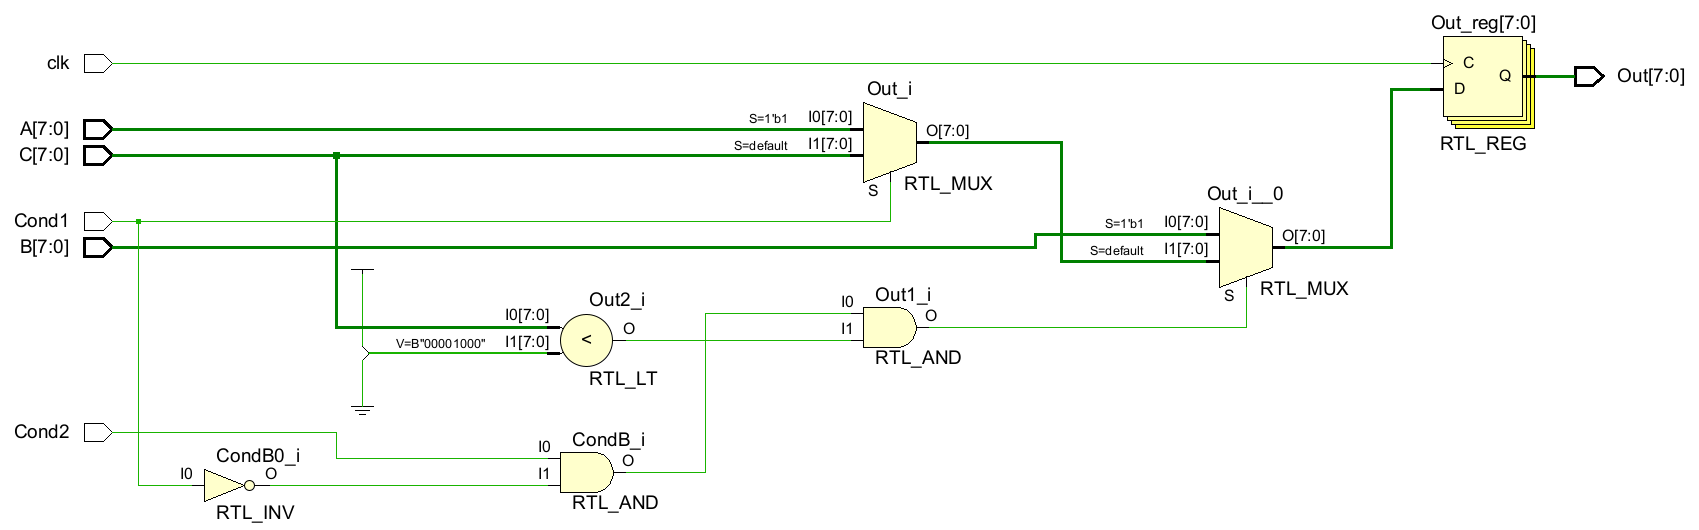 Out_reg[7:0]
clk
C
Q
Out[7:0]
D
RTL_REG
Out_i
A[7:0]
S=1'b1
I0[7:0]
O[7:0]
C[7:0]
S=default
I1[7:0]
S
RTL_MUX
Cond1
B[7:0]
Out_i__0
S=1'b1
I0[7:0]
O[7:0]
S=default
I1[7:0]
S
RTL_MUX
Out2_i
I0[7:0]
O
<
V=B"00001000"
I1[7:0]
RTL_LT
Out1_i
I0
O
I1
RTL_AND
Cond2
CondB_i
I0
O
I1
RTL_AND
CondB0_i
I0
O
RTL_INV